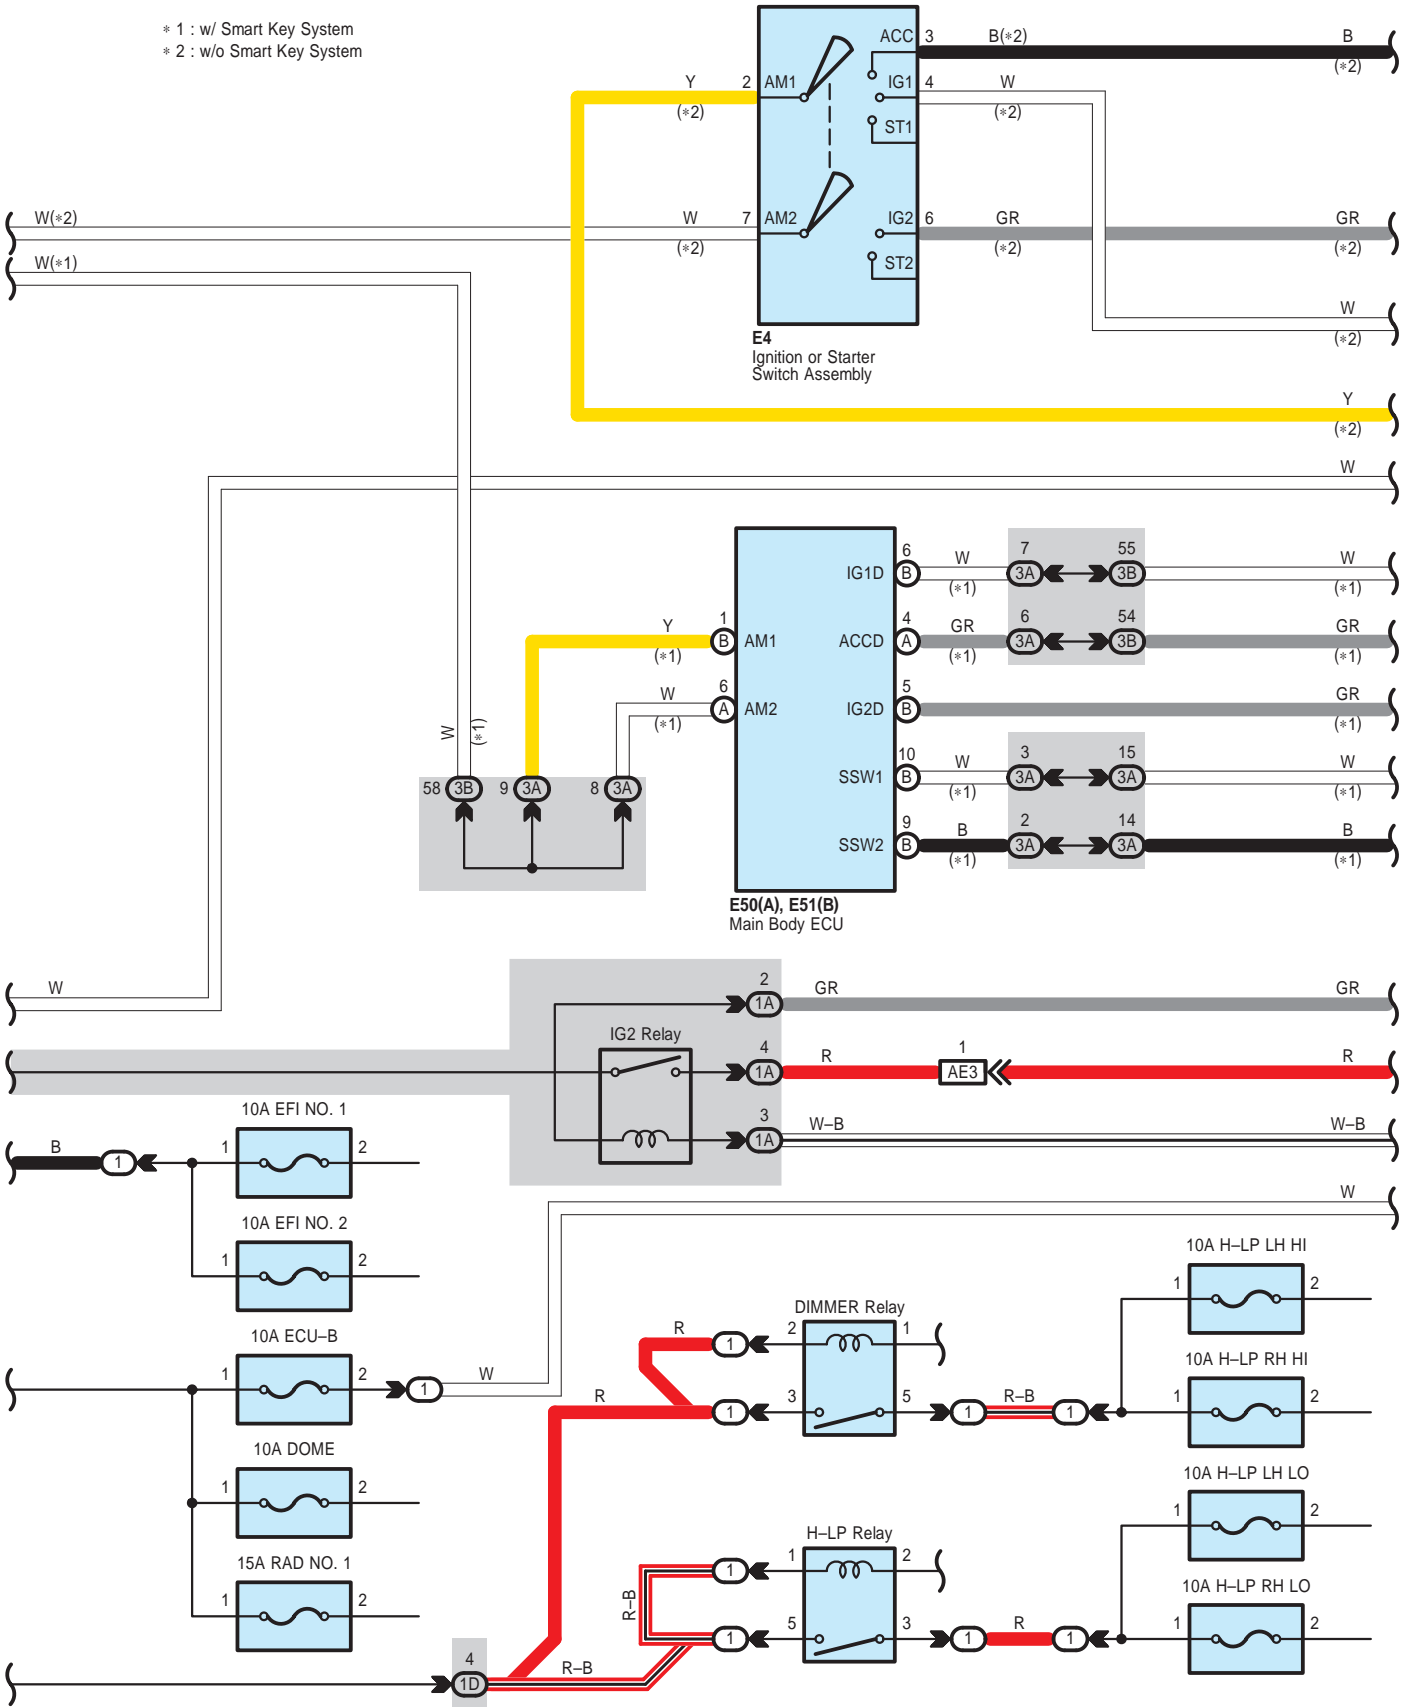 * 1 : w/ Smart Key System
* 2 : w/o Smart Key System
ACC 3 B(*2) B
(*2)
Y 2 AM1 IG1 4 W
(*2) (*2)
ST1
W(*2) W 7 AM2 IG2 6 GR GR
(*2) (*2) (*2)
W(*1) ST2
W
(*2)
E4
Ignition or Starter
Switch Assembly
Y
(*2)
W
6 W 7 55 W
IG1D B 3A 3B
(*1) (*1)
1 4 GR 6 54 GR
Y B AM1 ACCD A 3A 3B
(*1) (*1) (*1)
6 5 GR
W A AM2 IG2D B
(*1) (*1)
W (*1)
10 W 3 15 W
58 3B 9 3A 8 3A SSW1 B 3A 3A
(*1) (*1)
9 B 2 14 B
SSW2 B 3A 3A
(*1) (*1)
E50(A), E51(B)
Main Body ECU
W 2 GR GR
1A
IG2 Relay
4 R 1 R
1A AE3
3 W–B W–B
1A
10A EFI NO. 1
B 1 1 2
W
10A EFI NO. 2
1 2
10A H–LP LH HI
1 2
DIMMER Relay
10A ECU–B
R 1 2 1
1 2 1 W
10A H–LP RH HI
R 1 3 5 1 R–B 1 1 2
10A DOME
1 2
10A H–LP LH LO
1 2
H–LP Relay
15A RAD NO. 1
1 1 2
R–B
1 2
10A H–LP RH LO
1 5 3 1 R 1 1 2
4 R–B
1D